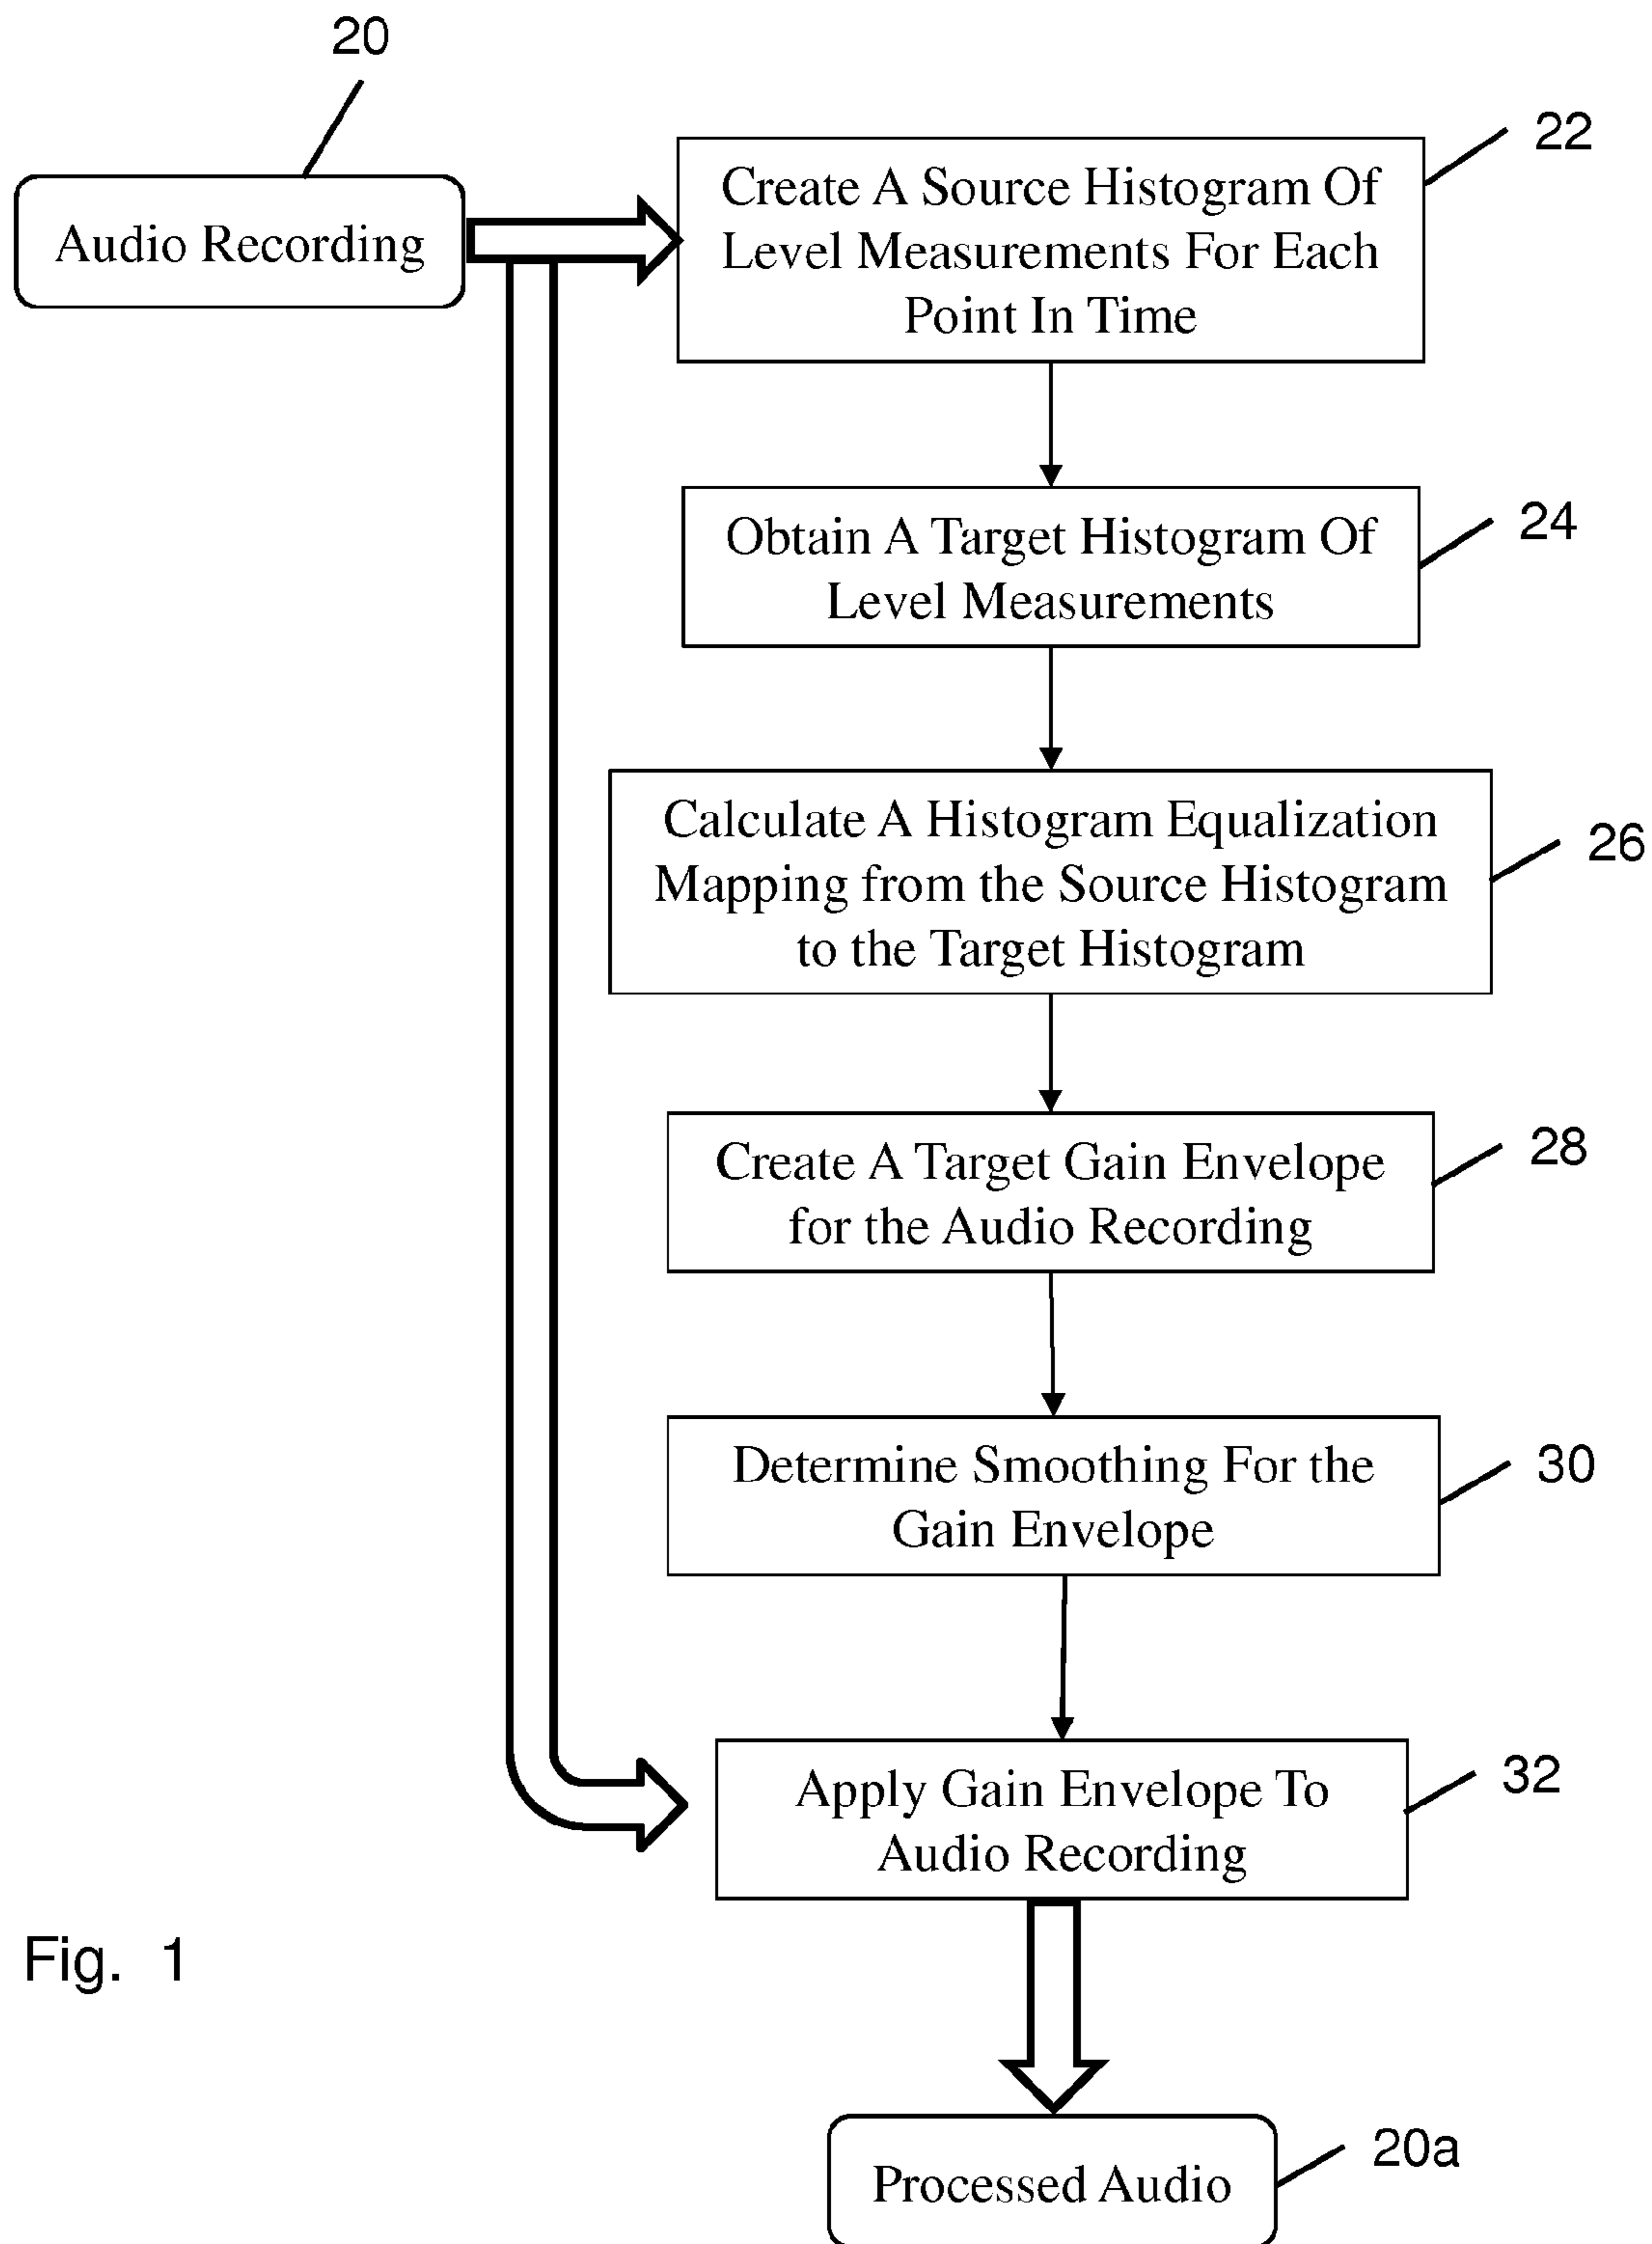 20
Audio Recording
22
Create A Source Histogram Of
Level Measurements For Each
Point In Time
24
Obtain A Target Histogram Of
Level Measurements
26
Calculate A Histogram Equalization
Mapping from the Source Histogram
to the Target Histogram
28
Create A Target Gain Envelope
for the Audio Recording
30
Determine Smoothing For the
Gain Envelope
32
Apply Gain Envelope To
Audio Recording
Fig. 1
20a
Processed Audio